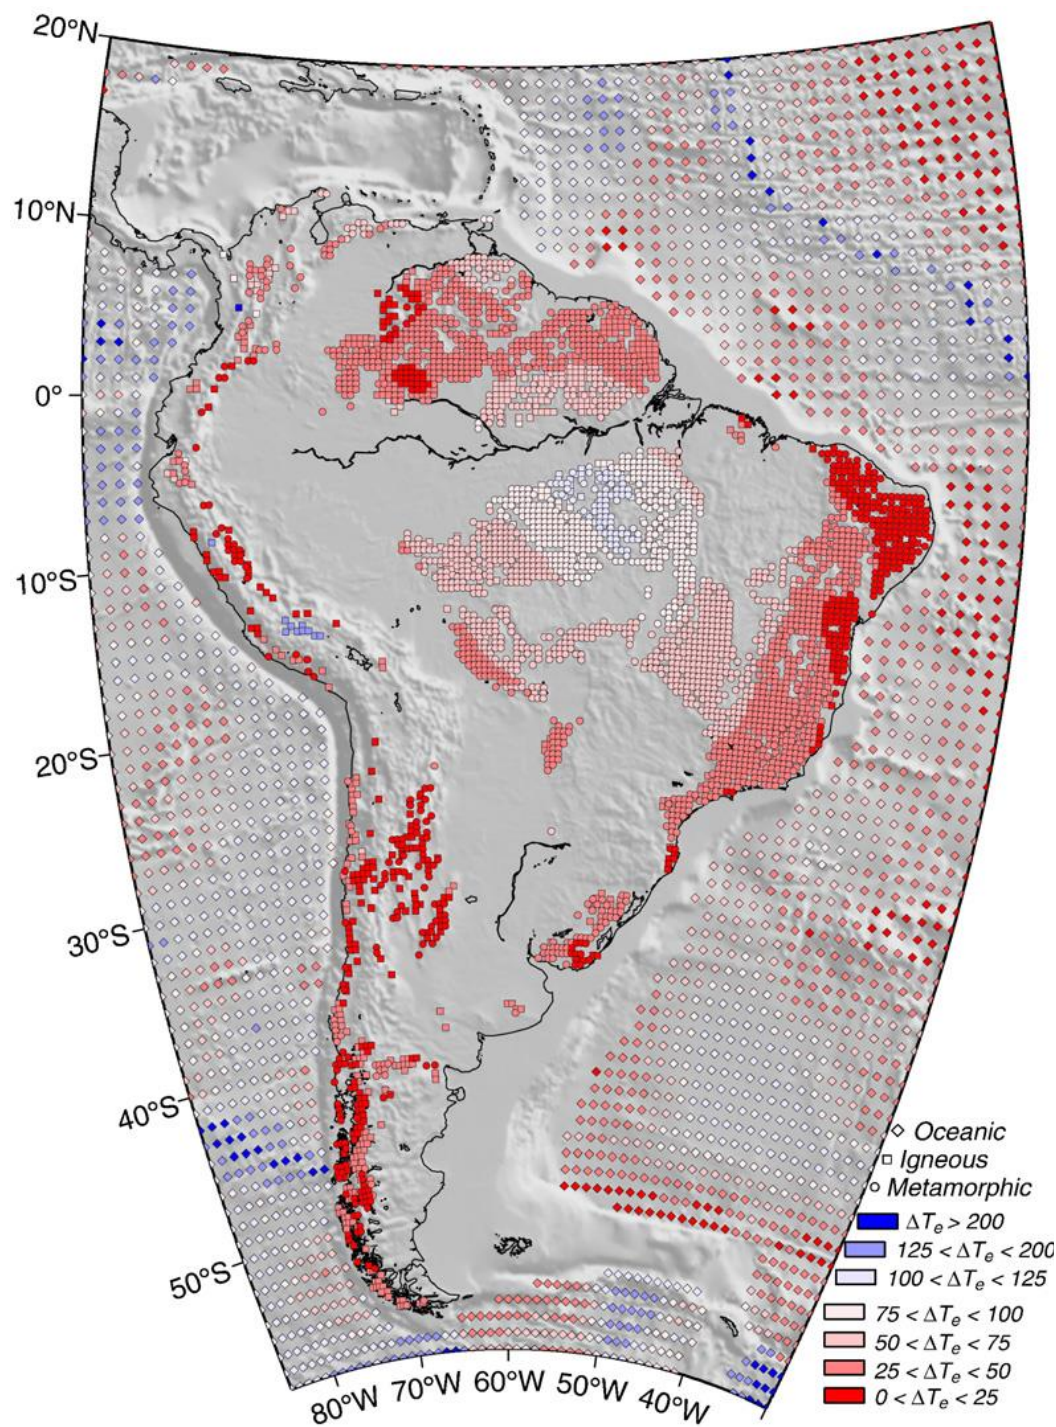 20°N
10°N
0°
10°S
20°S
30°S
40°S
50°S
80°W
70°W
60°W
50°W
40°W
Oceanic
Igneous
Metamorphic
ΔTe > 200
125 < ΔTe < 200
100 < ΔTe < 125
75 < ΔTe < 100
50 < ΔTe < 75
25 < ΔTe < 50
0 < ΔTe < 25